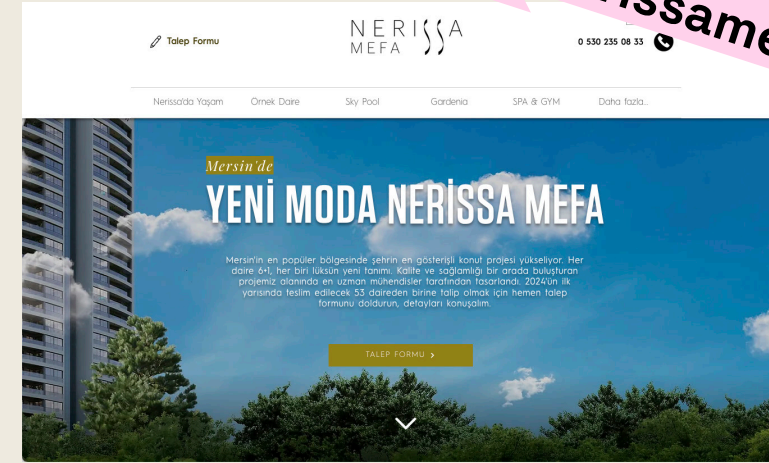 rissame
Talep Formu
NERISSA
MEFA
0 530 235 08 33
Nerissa'da Yaşam Örnek Daire Sky Pool Gardenia SPA & GYM Daha fazla...
Mersin'de
YENİ MODA NERİSSA MEFA
Mersin'in en popüler bölgesinde şehrin en gösterişli konut projesi yükseliyor. Her
daire 6+1, her biri lüksün yeni tanımı. Kalite ve sağlamlığı bir arada buluşturan
projemiz alanında en uzman mühendisler tarafından tasarlandı. 2024'ün ilk
yarısında teslim edilecek 53 daireden birine talip olmak için hemen talep
formunu doldurun, detayları konuşalım.
TALEP FORMU >